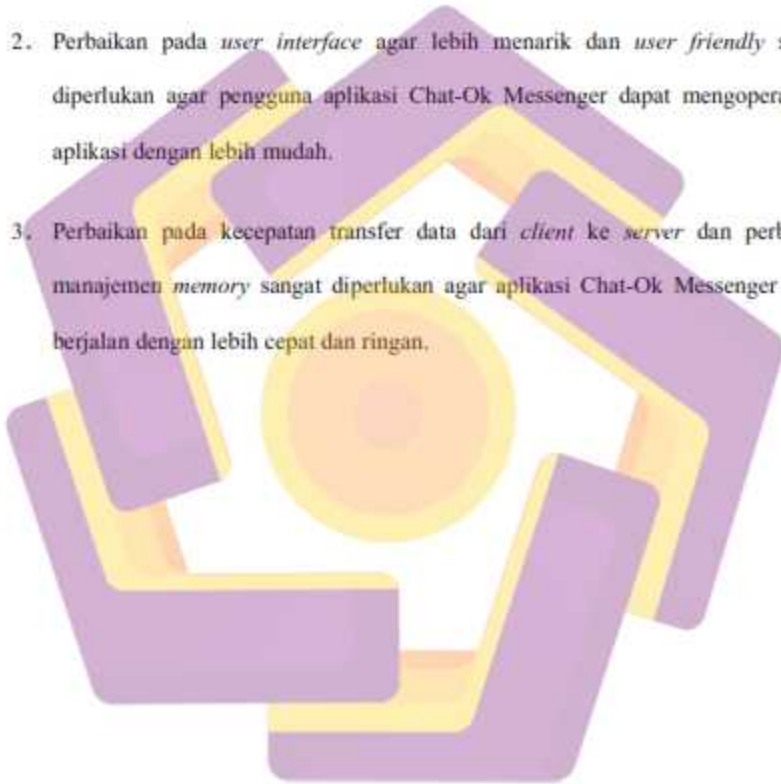 2. Perbaikan pada user interface agar lebih menarik dan user friendly
diperlukan agar pengguna aplikasi Chat-Ok Messenger dapat
aplikasi dengan lebih mudah.
3. Perbaikan pada kecepatan transfer data dari client ke server dan
manajemen memory sangat diperlukan agar aplikasi Chat-Ok Messenger
berjalan dengan lebih cepat dan ringan.